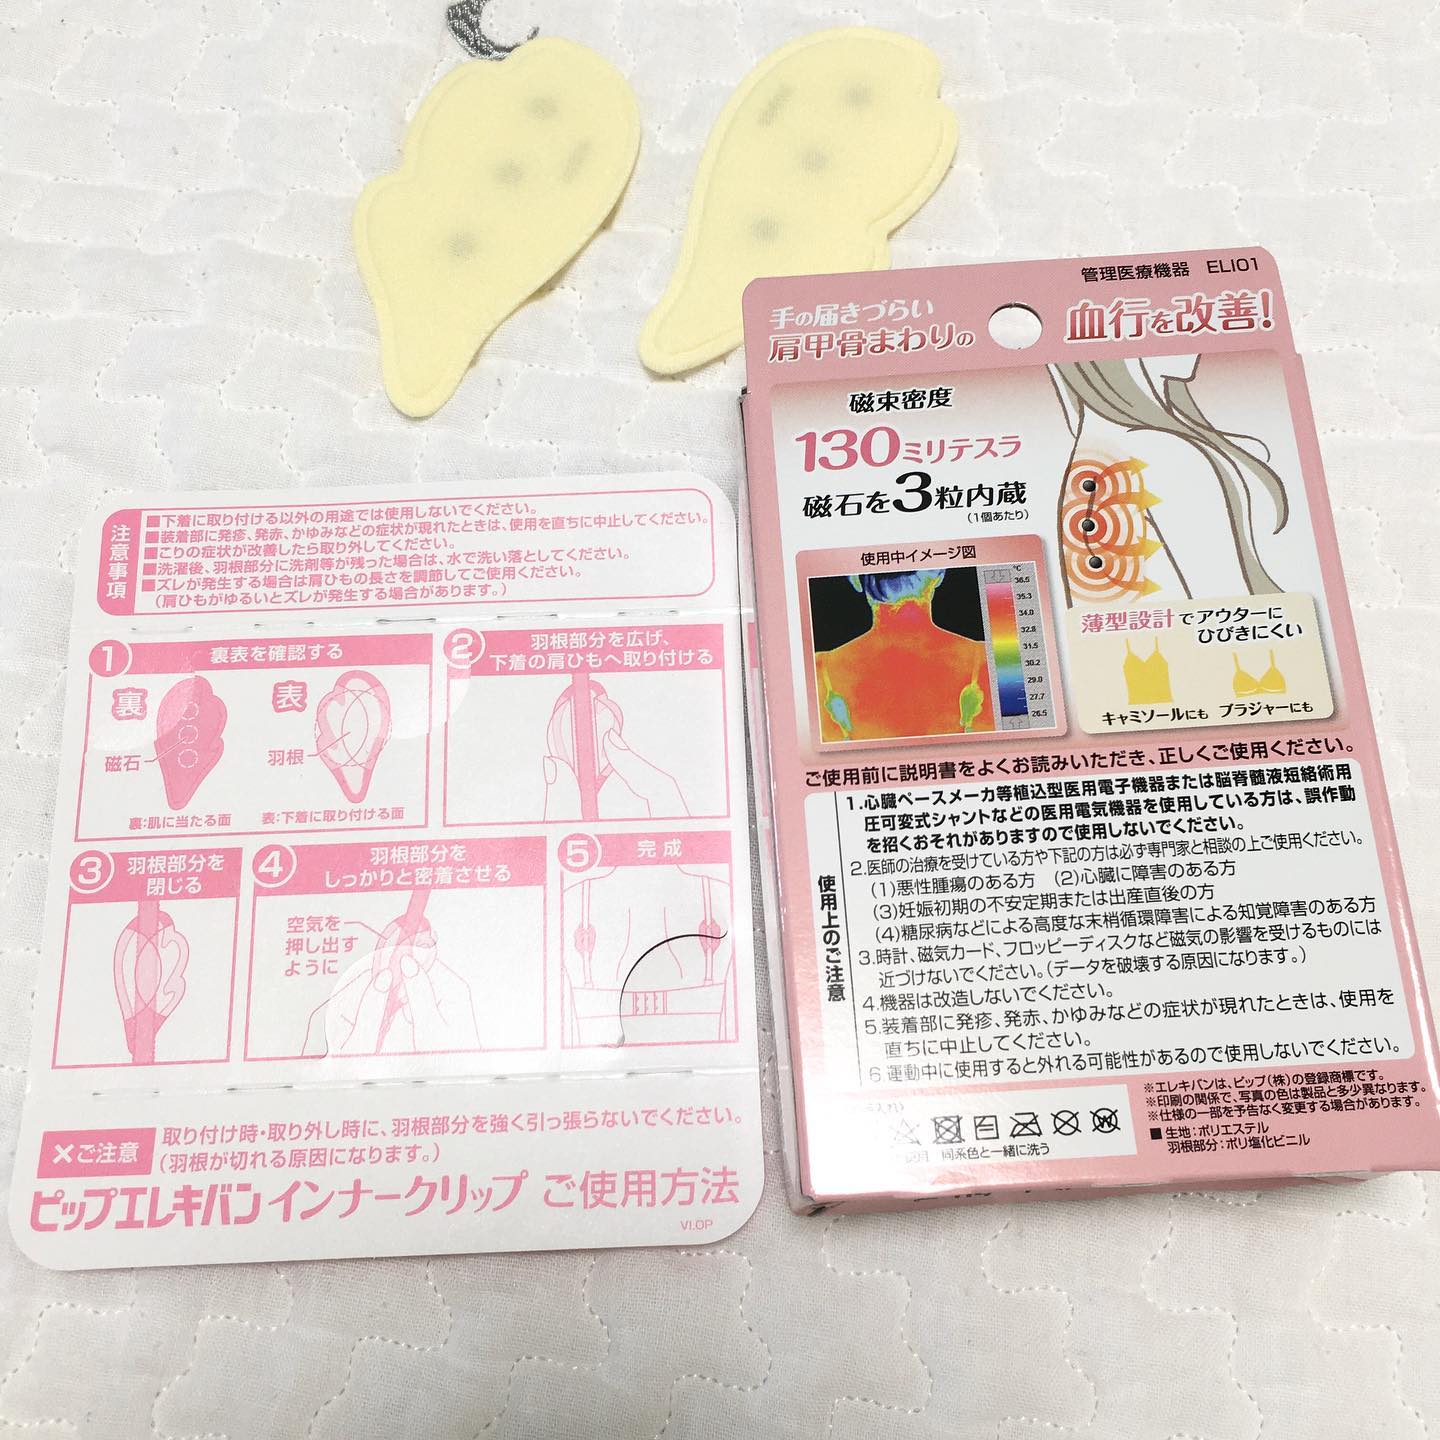 注意事項
■下着に取り付ける以外の用途では使用しないでください。
■装着部に発疹、発赤、かゆみなどの症状が現れたときは、使用を直ちに中止してください。
■こりの症状が改善したら取り外してください。
■洗濯後、羽根部分に洗剤等が残った場合は、水で洗い落としてください。
■ズレが発生する場合は肩ひもの長さを調節してご使用ください。
(肩ひもがゆるいとズレが発生する場合があります。)
① 裏表を確認する
裏
表
磁石
羽根
裏:肌に当たる面
表:下着に取り付ける面
② 羽根部分を広げ、
下着の肩ひもへ取り付ける
③ 羽根部分を
閉じる
④ 羽根部分を
しっかりと密着させる
空気を
押し出す
ように
⑤ 完成
×ご注意
取り付け時・取り外し時に、羽根部分を強く引っ張らないでください。
(羽根が切れる原因になります。)
ピップエレキバン インナークリップ ご使用方法
V1.0P
管理医療機器 ELI01
手の届きづらい
肩甲骨まわりの
血行を改善!
磁束密度
130ミリテスラ
磁石を3粒内蔵
(1個あたり)
使用中イメージ図
℃
36.5
35.3
34.0
32.8
31.5
30.2
29.0
27.7
26.5
薄型設計でアウターに
ひびきにくい
キャミソールにも
ブラジャーにも
ご使用前に説明書をよくお読みいただき、正しくご使用ください。
使用上のご注意
1.心臓ペースメーカ等植込型医用電子機器または脳脊髄液短絡術用
圧可変式シャントなどの医用電気機器を使用している方は、誤作動
を招くおそれがありますので使用しないでください。
2.医師の治療を受けている方や下記の方は必ず専門家と相談の上ご使用ください。
(1)悪性腫瘍のある方 (2)心臓に障害のある方
(3)妊娠初期の不安定期または出産直後の方
(4)糖尿病などによる高度な末梢循環障害による知覚障害のある方
3.時計、磁気カード、フロッピーディスクなど磁気の影響を受けるものには
近づけないでください。(データを破壊する原因になります。)
4.機器は改造しないでください。
5.装着部に発疹、発赤、かゆみなどの症状が現れたときは、使用を
直ちに中止してください。
6.運動中に使用すると外れる可能性があるので使用しないでください。
同系色と一緒に洗う
※エレキバンは、ピップ(株)の登録商標です。
※印刷の関係で、写真の色は製品と多少異なります。
※仕様の一部を予告なく変更する場合があります。
■ 生地:ポリエステル
羽根部分:ポリ塩化ビニル